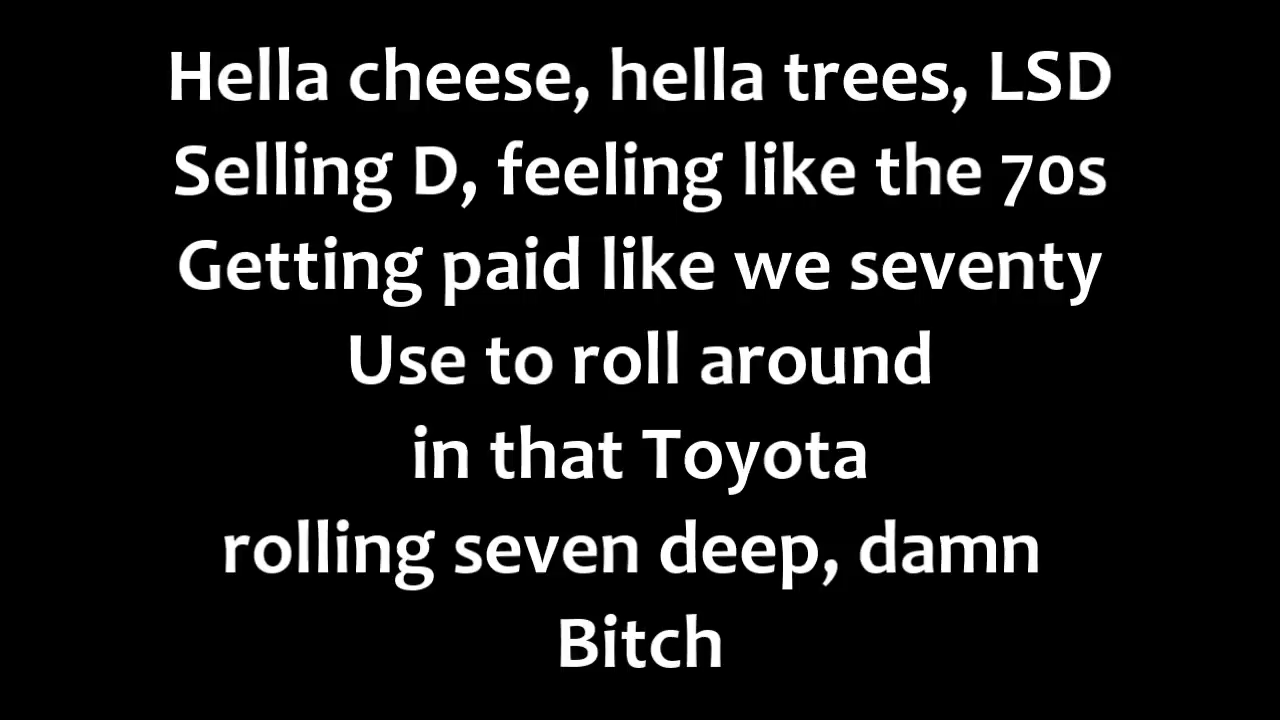 Hella cheese, hella trees, LSD
Selling D, feeling like the 70s
Getting paid like we seventy
Use to roll around
in that Toyota
rolling seven deep, damn
Bitch